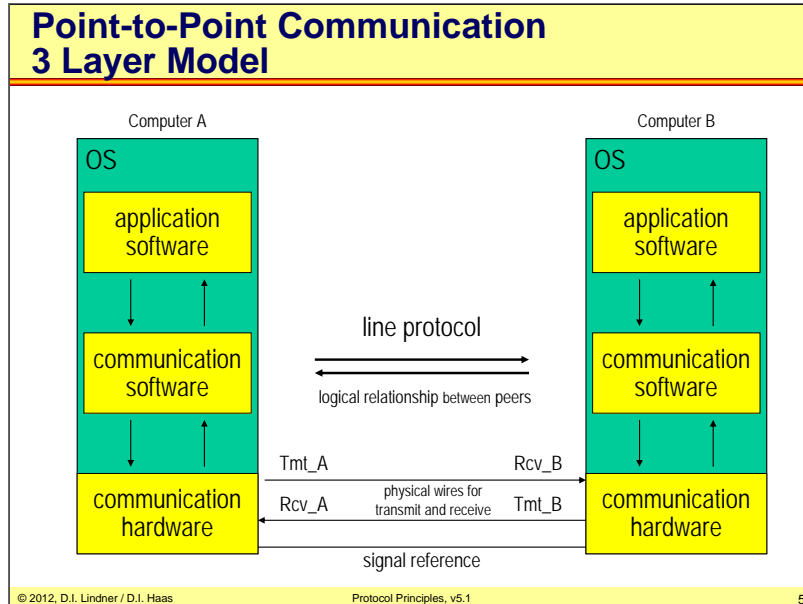 Point-to-Point Communication
3 Layer Model
Computer A
Computer B
OS
OS
application
software
application
software
line protocol
communication
software
communication
software
logical relationship between peers
Tmt_A
Rcv_B
physical wires for
transmit and receive
Rcv_A
Tmt_B
communication
hardware
communication
hardware
signal reference
© 2012, D.I. Lindner / D.I. Haas
Protocol Principles, v5.1
5